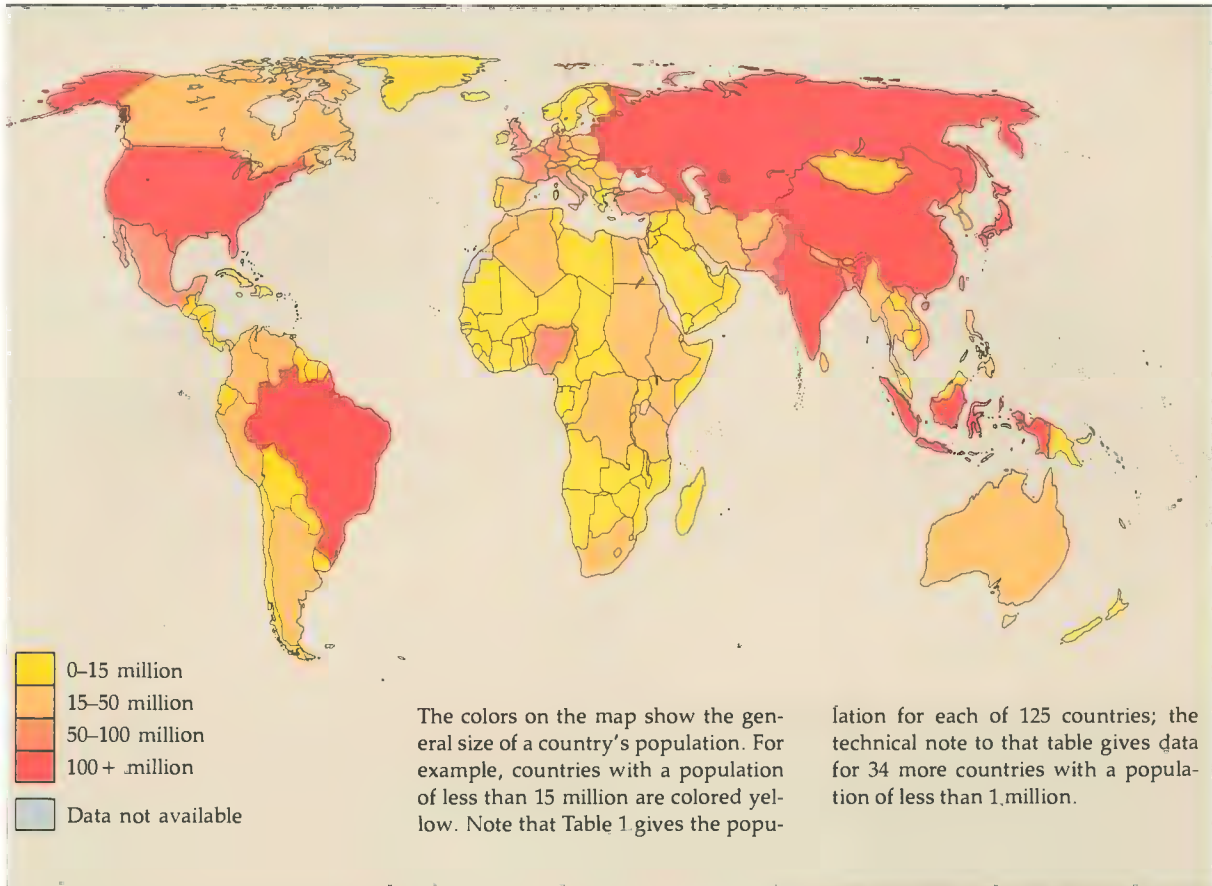 0–15 million
15–50 million
50–100 million
100+ million
Data not available
The colors on the map show the gen-
eral size of a country's population. For
example, countries with a population
of less than 15 million are colored yel-
low. Note that Table 1 gives the popu-
lation for each of 125 countries; the
technical note to that table gives data
for 34 more countries with a popula-
tion of less than 1 million.